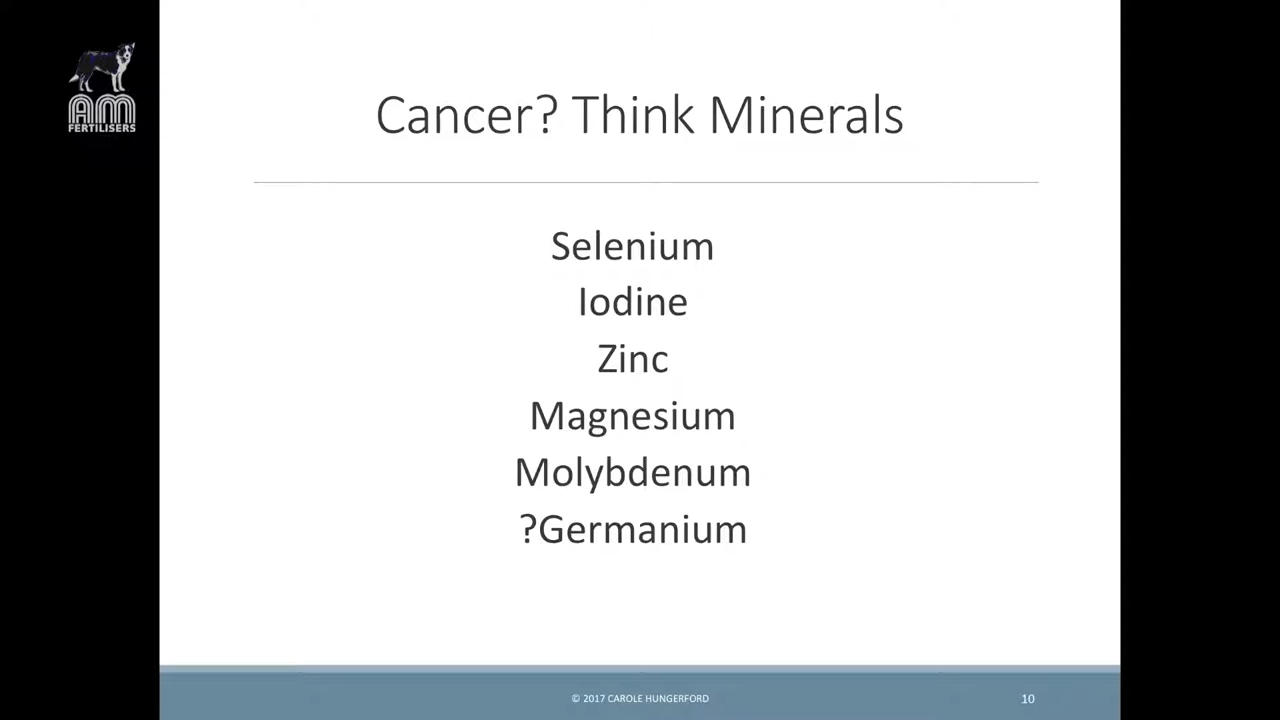 AM
FERTILISERS
Cancer? Think Minerals
Selenium
Iodine
Zinc
Magnesium
Molybdenum
?Germanium
© 2017 CAROLE HUNGERFORD
10